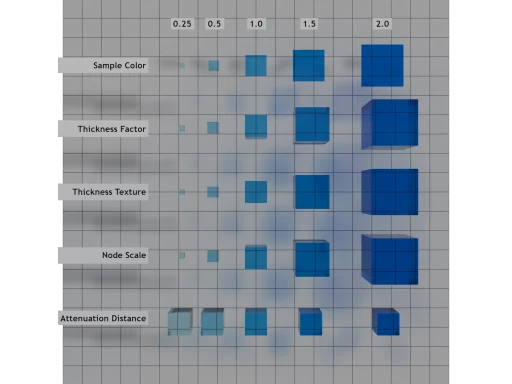 0.25 0.5 1.0 1.5 2.0
Sample Color
Thickness Factor
Thickness Texture
Node Scale
Attenuation Distance